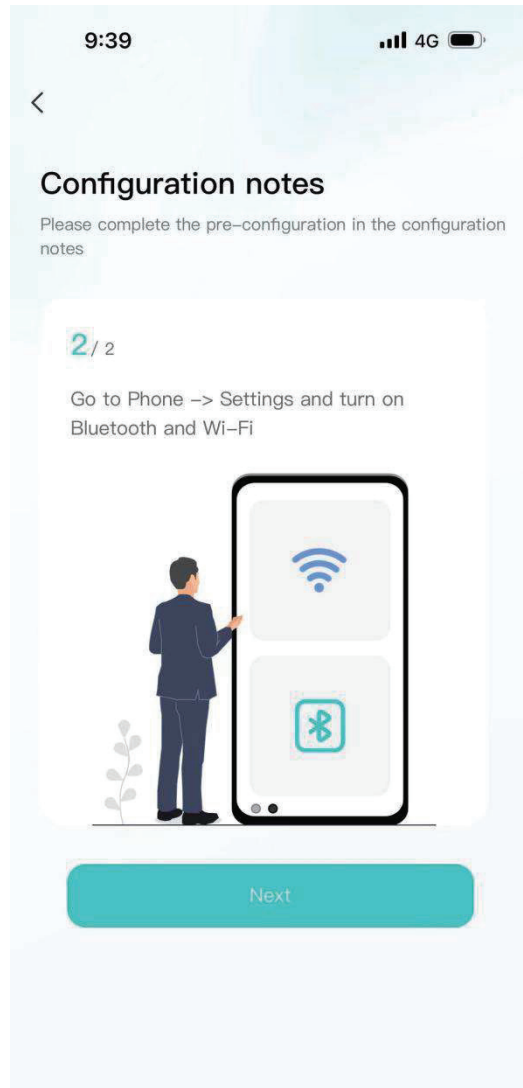 9:39 4G
Configuration notes
Please complete the pre-configuration in the configuration
notes
2 / 2
Go to Phone –> Settings and turn on
Bluetooth and Wi-Fi
Next